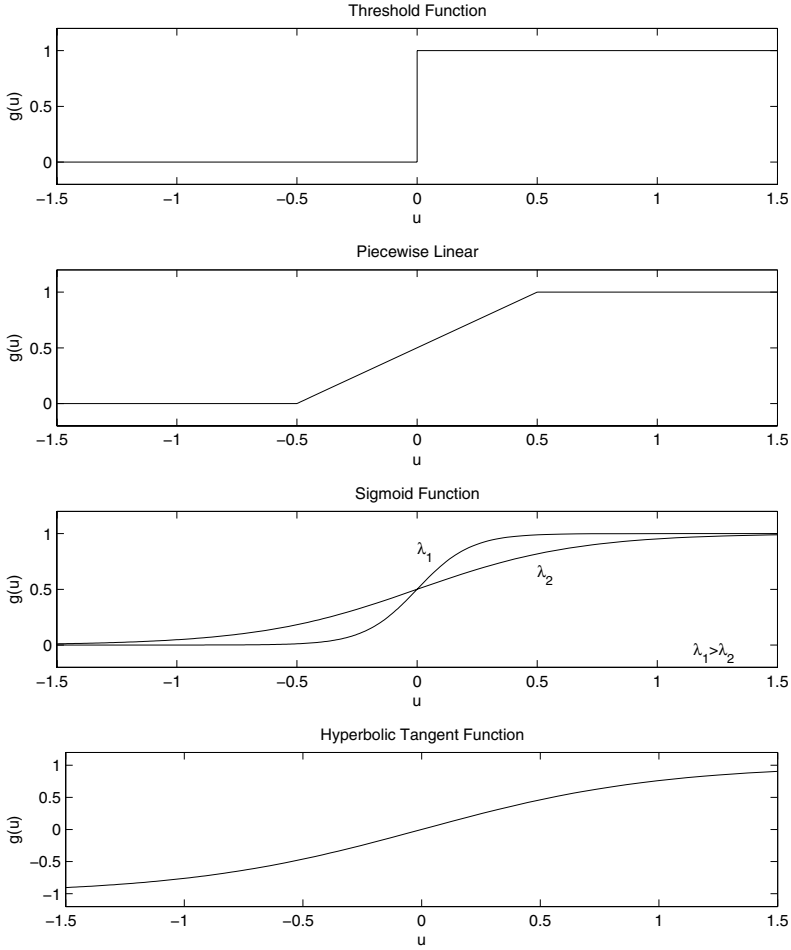 Threshold Function
1
0.5
0
g(u)
−1.5 −1 −0.5 0 0.5 1 1.5
u
Piecewise Linear
1
0.5
0
g(u)
−1.5 −1 −0.5 0 0.5 1 1.5
u
Sigmoid Function
1
0.5
0
g(u)
λ1
λ2
λ1>λ2
−1.5 −1 −0.5 0 0.5 1 1.5
u
Hyperbolic Tangent Function
1
0.5
0
−0.5
−1
g(u)
−1.5 −1 −0.5 0 0.5 1 1.5
u